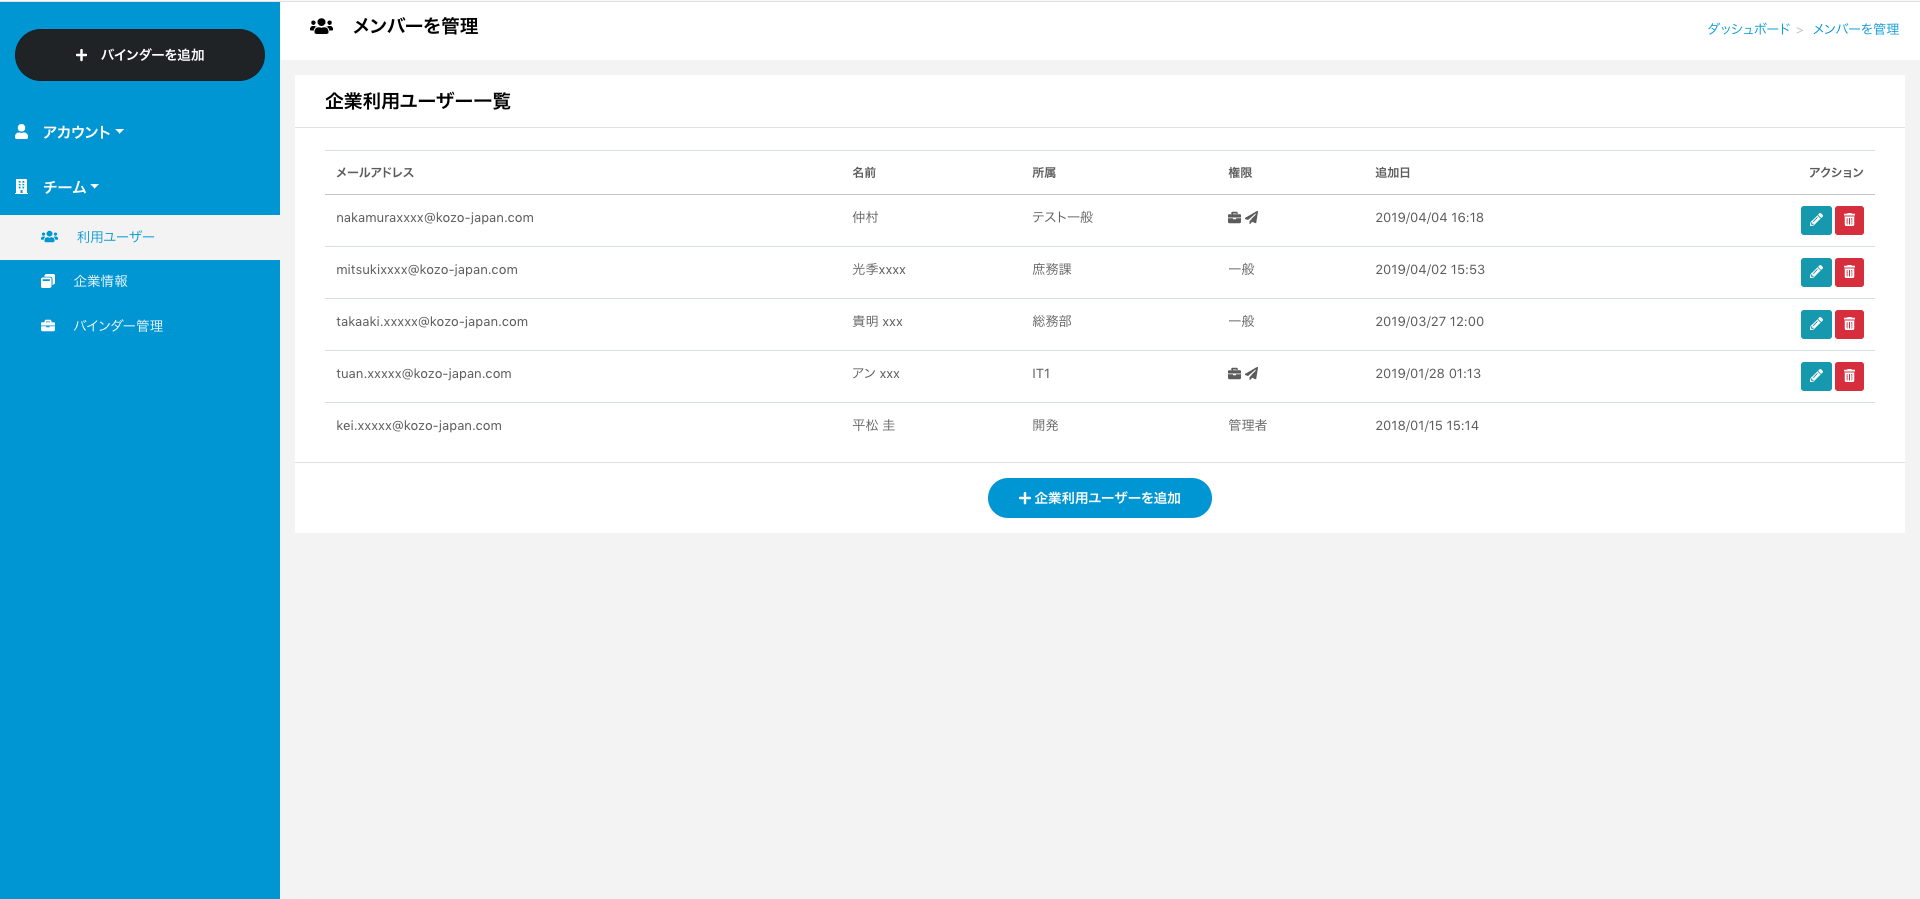 バインダーを追加
アカウント
チーム
利用ユーザー
企業情報
バインダー管理
メンバーを管理
ダッシュボード > メンバーを管理
企業利用ユーザー一覧
メールアドレス 名前 所属 権限 追加日 アクション
nakamuraxxxx@kozo-japan.com 仲村 テスト一般 2019/04/04 16:18
mitsukixxxx@kozo-japan.com 光季xxxx 庶務課 一般 2019/04/02 15:53
takaaki.xxxxx@kozo-japan.com 貴明 xxx 総務部 一般 2019/03/27 12:00
tuan.xxxxx@kozo-japan.com アン xxx IT1 2019/01/28 01:13
kei.xxxxx@kozo-japan.com 平松 圭 開発 管理者 2018/01/15 15:14
企業利用ユーザーを追加